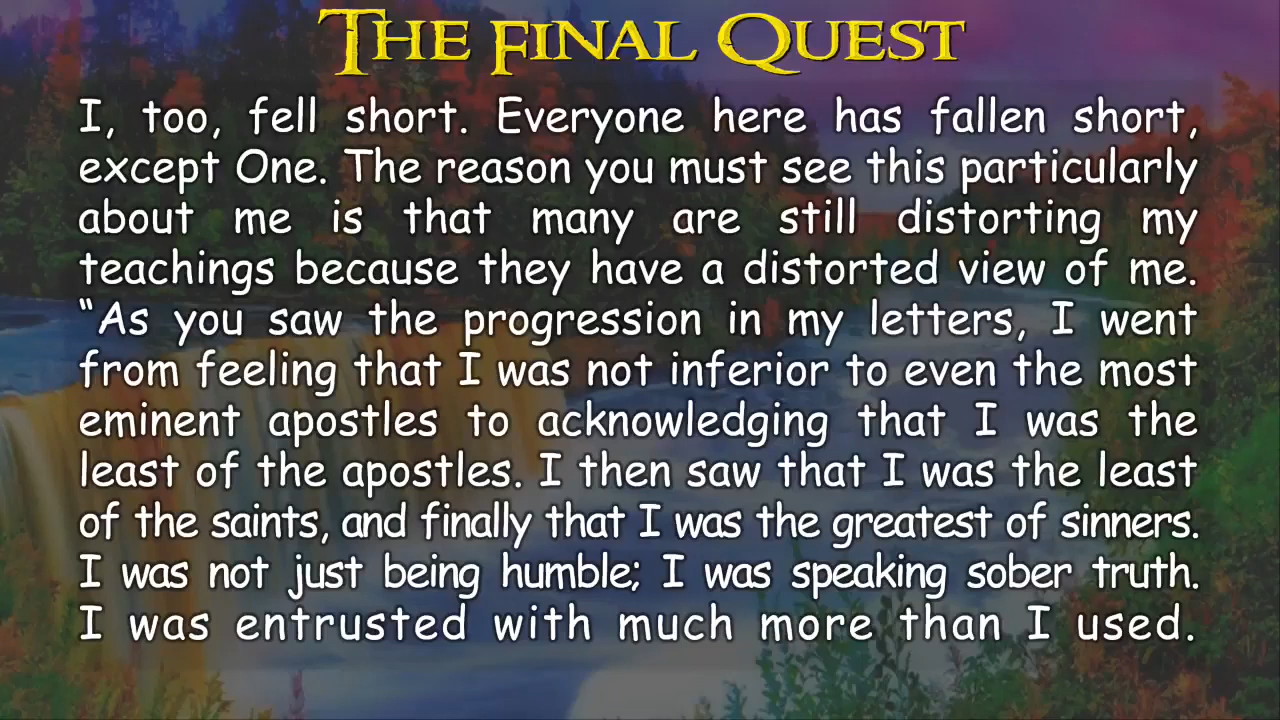 THE FINAL QUEST
I, too, fell short. Everyone here has fallen short,
except One. The reason you must see this particularly
about me is that many are still distorting my
teachings because they have a distorted view of me.
“As you saw the progression in my letters, I went
from feeling that I was not inferior to even the most
eminent apostles to acknowledging that I was the
least of the apostles. I then saw that I was the least
of the saints, and finally that I was the greatest of sinners.
I was not just being humble; I was speaking sober truth.
I was entrusted with much more than I used.